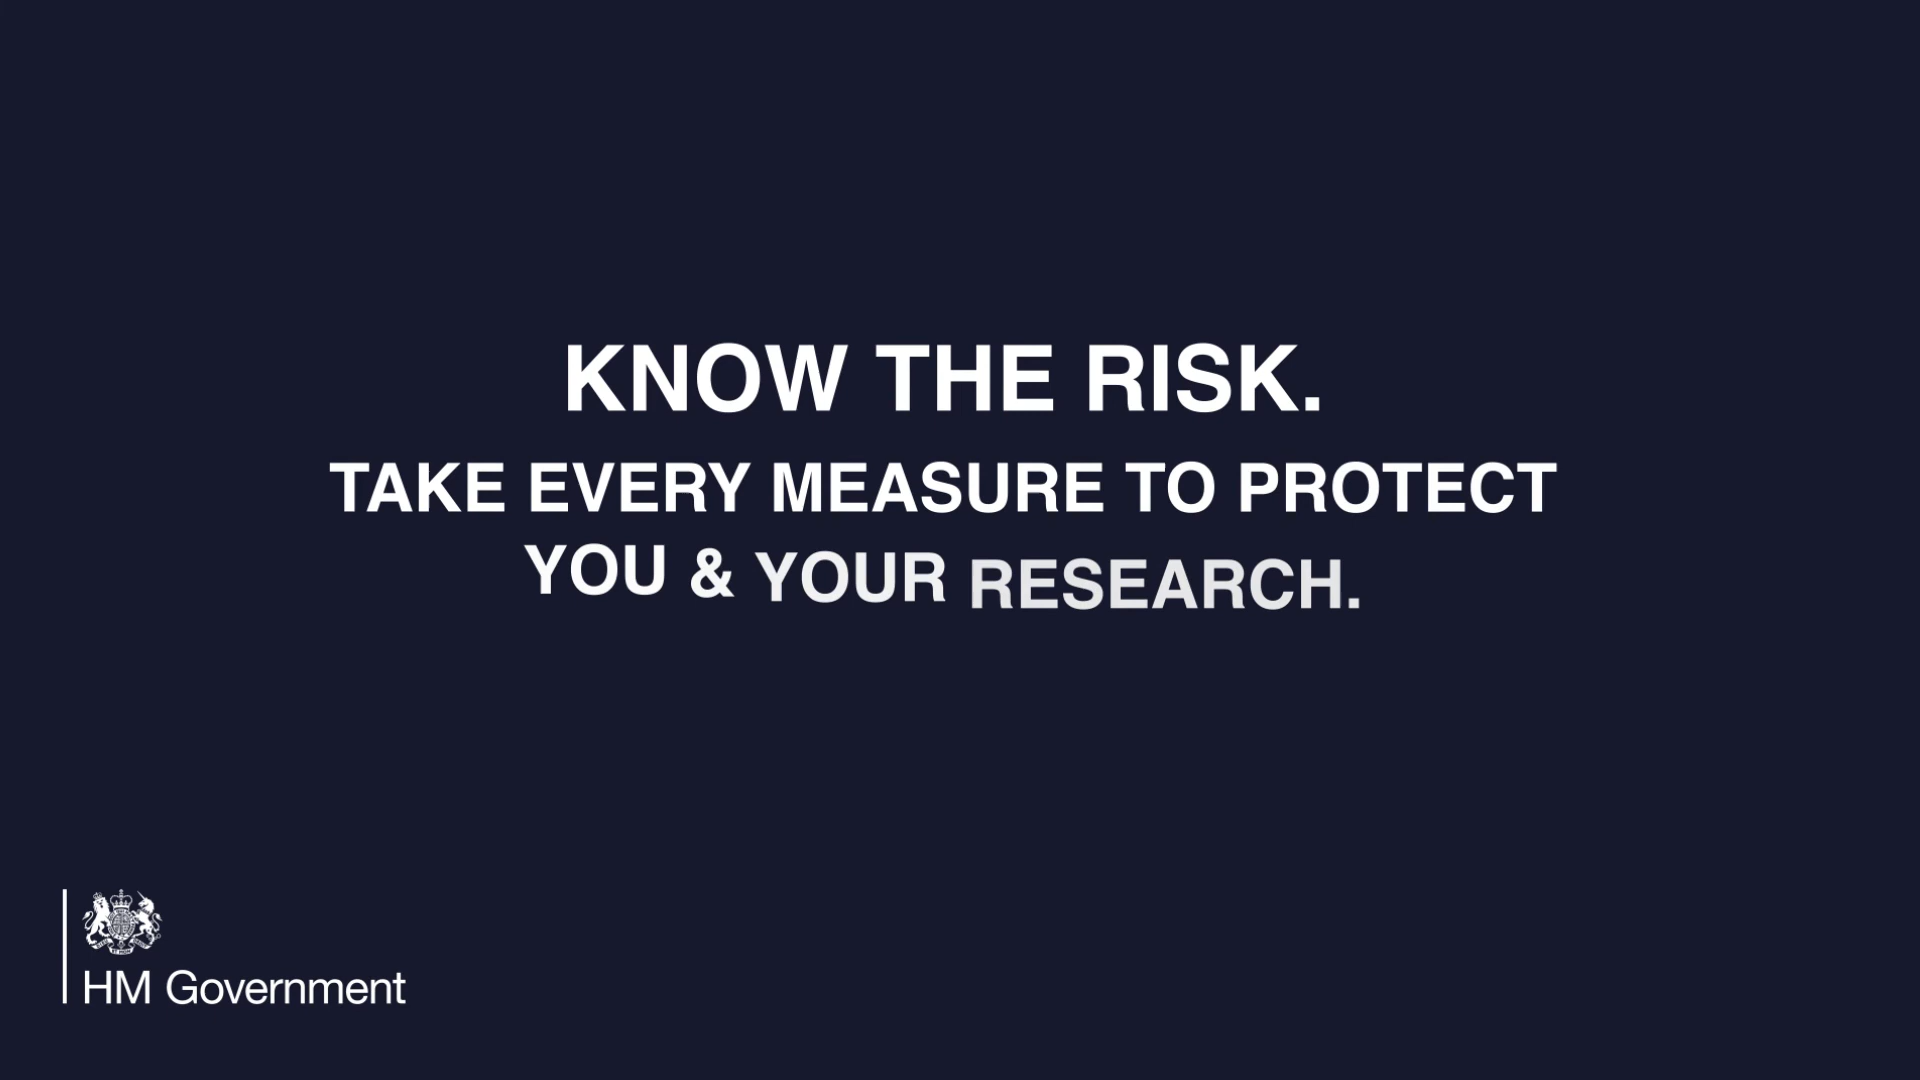 KNOW THE RISK.
TAKE EVERY MEASURE TO PROTECT
YOU & YOUR RESEARCH.
HM Government